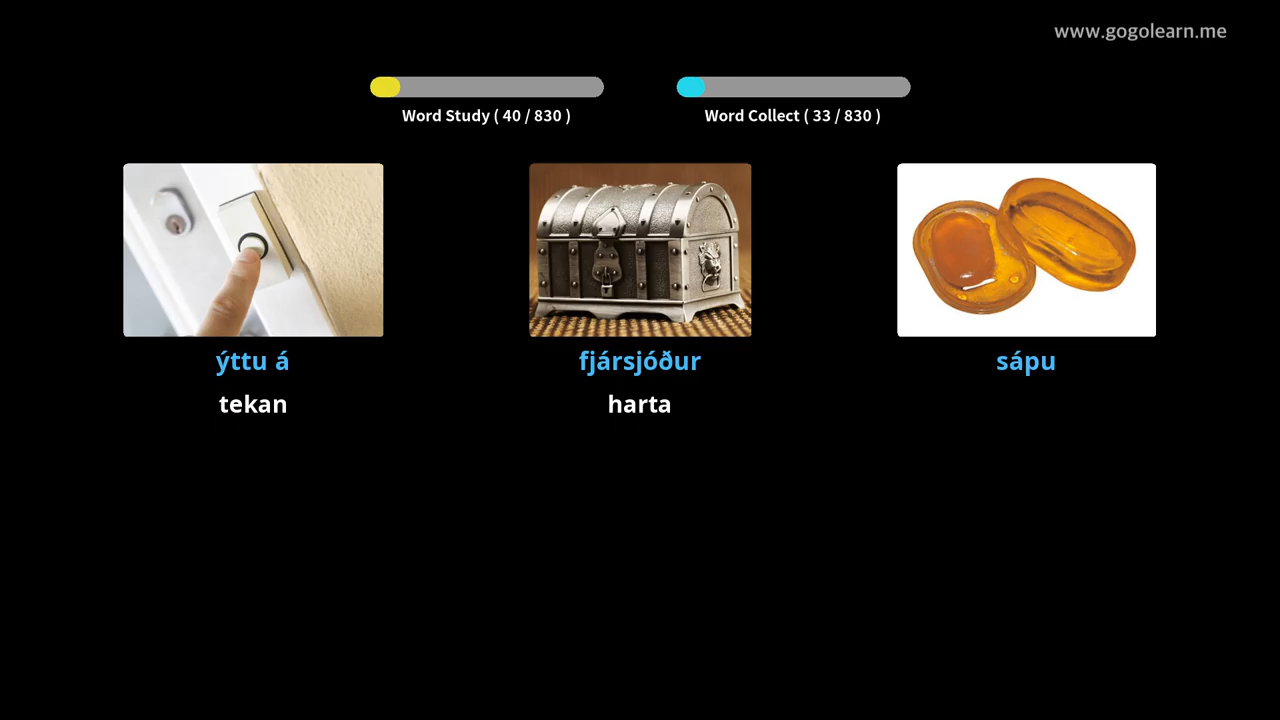 www.gogolearn.me
Word Study ( 40 / 830 )
Word Collect ( 33 / 830 )
ýttu á
fjársjóður
sápu
tekan
harta